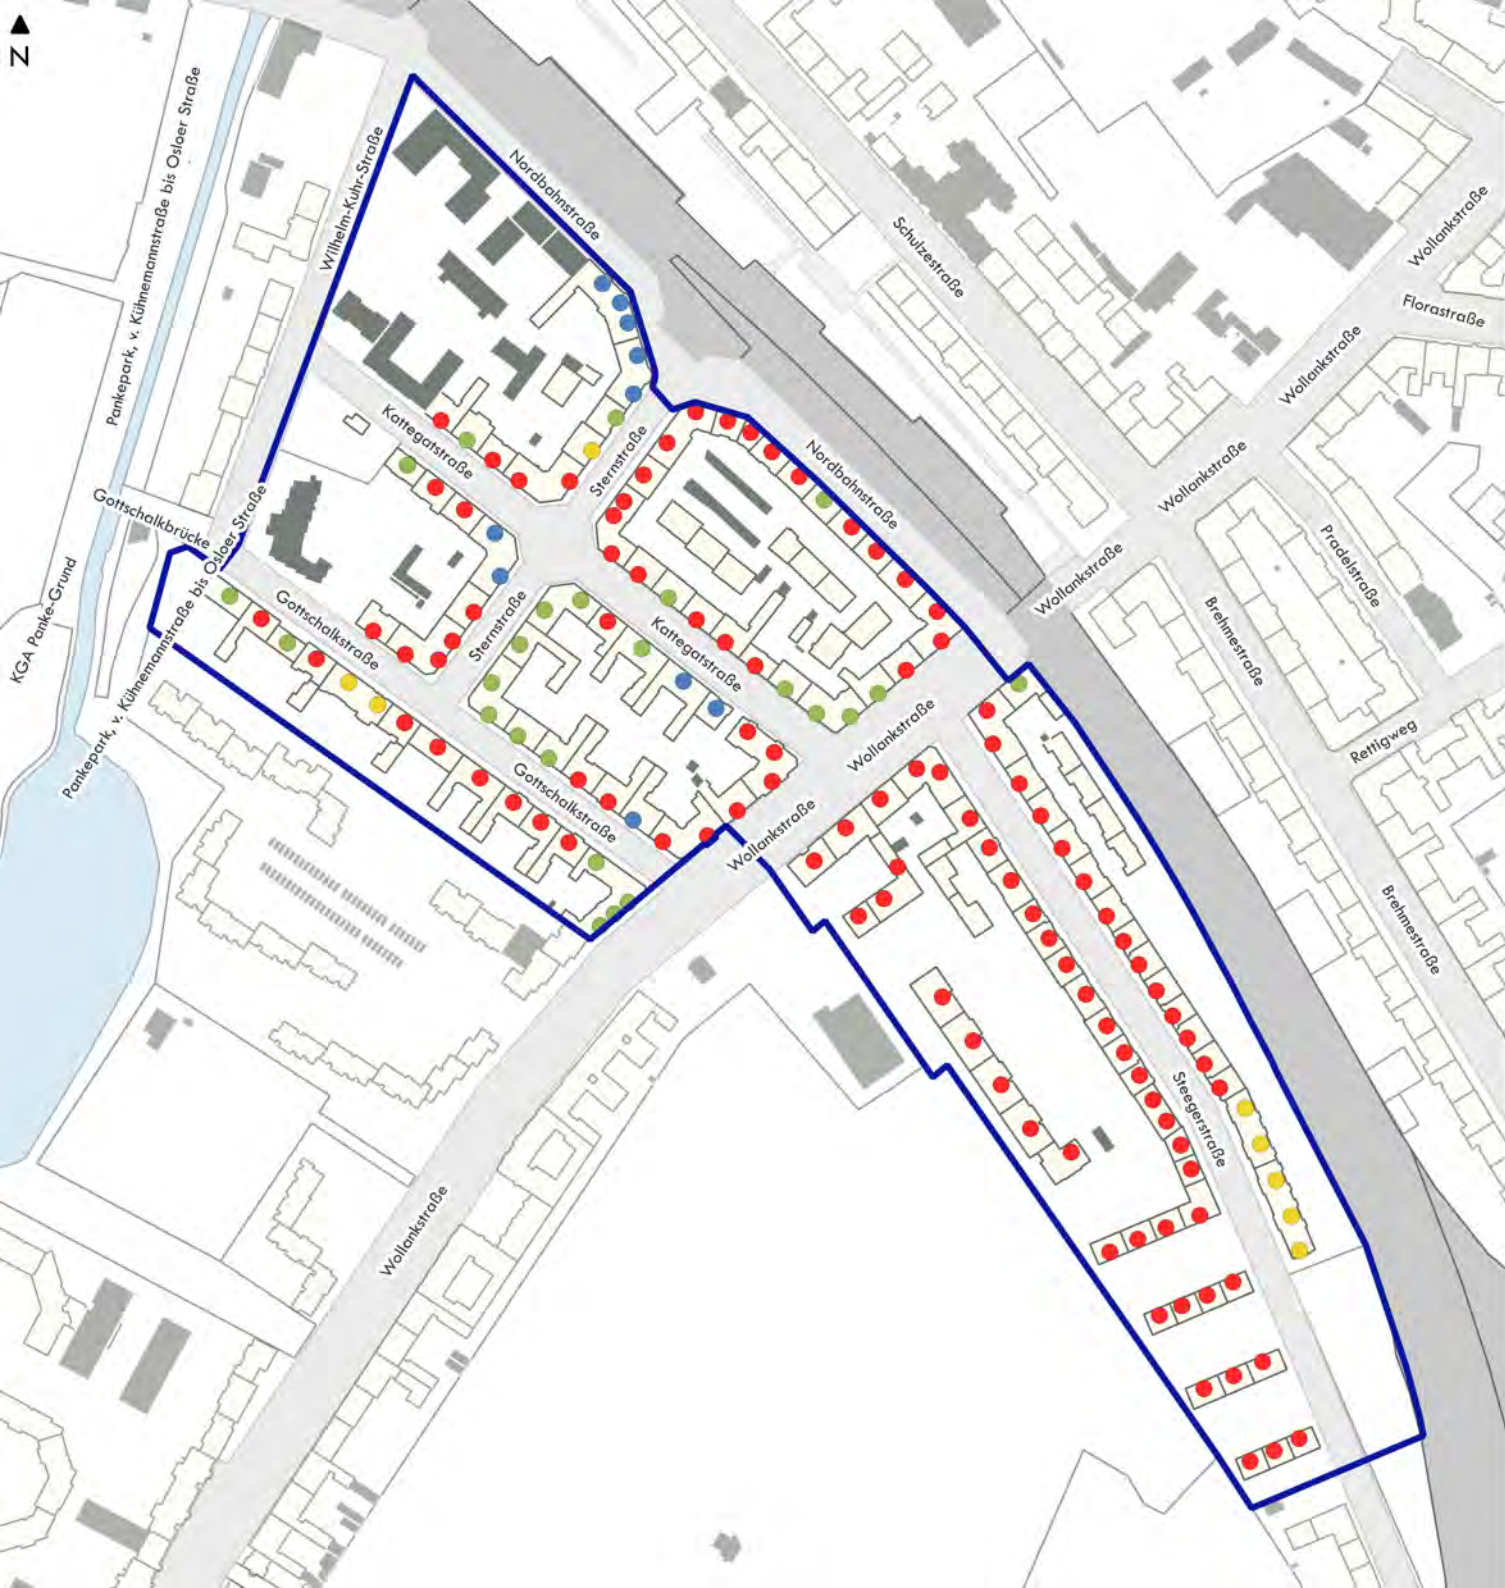 N
Pankepark, v. Kühnemannstraße bis Osloer Straße
Wilhelm-Kuhr-Straße
Nordbahnstraße
Schulzestraße
Wollankstraße
Florastraße
Wollankstraße
Kattegatstraße
Sternstraße
Nordbahnstraße
Wollankstraße
Gottschalkbrücke
Pradelstraße
Wollankstraße
KGA Panke-Grund
Gottschalkstraße
Sternstraße
Kattegatstraße
Brehmestraße
Pankepark, v. Kühnemannstraße bis Osloer Straße
Wollankstraße
Rettigweg
Gottschalkstraße
Wollankstraße
Brehmestraße
Steegerstraße
Wollankstraße